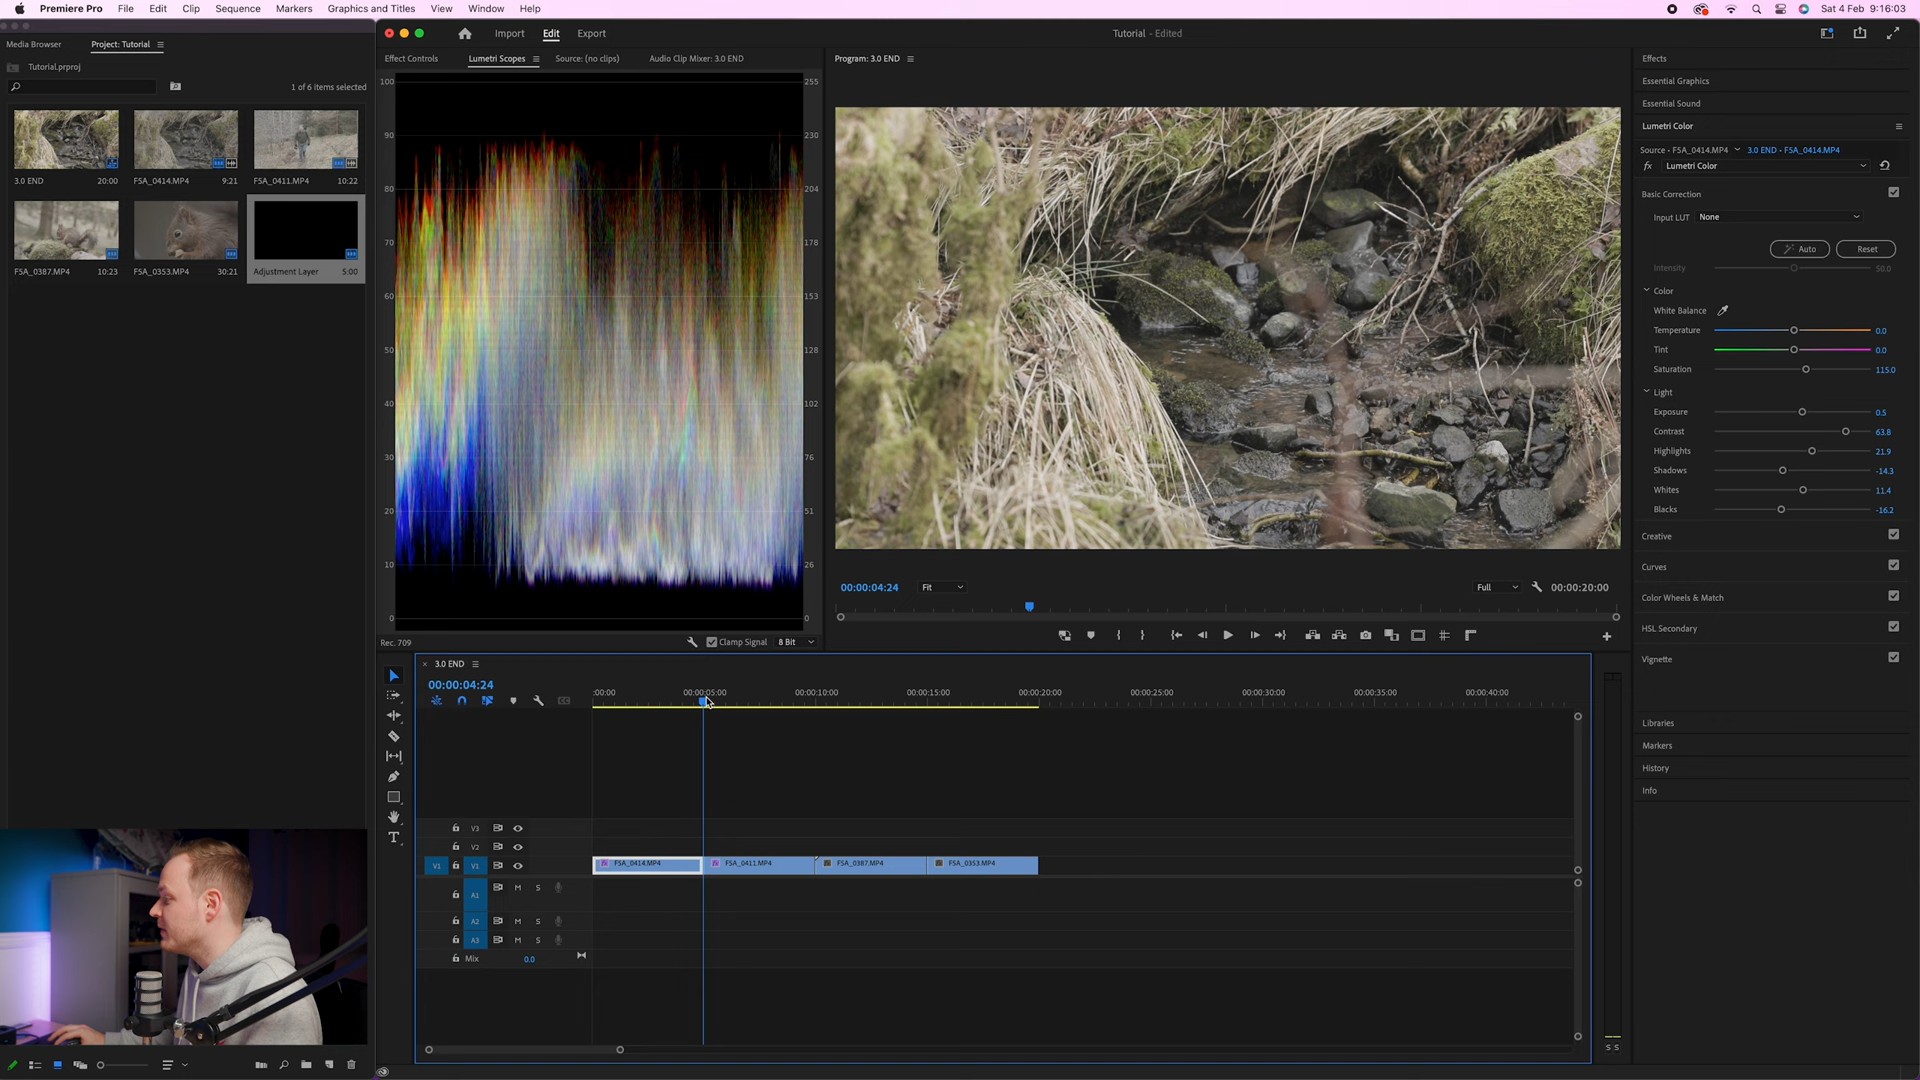 Premiere Pro File Edit Clip Sequence Markers Graphics and Titles View Window Help
Sat 4 Feb 9:16:03
Import Edit Export
Tutorial - Edited
Media Browser Project: Tutorial
Tutorial.prproj
1 of 6 items selected
3.0 END 20:00
FSA_0414.MP4 9:21
FSA_0411.MP4 10:22
FSA_0387.MP4 10:23
FSA_0353.MP4 30:21
Adjustment Layer 5:00
Effect Controls Lumetri Scopes Source: (no clips) Audio Clip Mixer: 3.0 END
100 255
90 230
80 204
70 178
60 153
50 128
40 102
30 76
20 51
10 26
0 0
Rec. 709
Clamp Signal 8 Bit
Program: 3.0 END
00:00:04:24 Fit Full 00:00:20:00
Effects
Essential Graphics
Essential Sound
Lumetri Color
Source • FSA_0414.MP4 3.0 END • FSA_0414.MP4
fx Lumetri Color
Basic Correction
Input LUT None
Auto Reset
Intensity 50.0
Color
White Balance
Temperature 0.0
Tint 0.0
Saturation 115.0
Light
Exposure 0.5
Contrast 63.8
Highlights 21.9
Shadows -14.3
Whites 11.4
Blacks -16.2
Creative
Curves
Color Wheels & Match
HSL Secondary
Vignette
Libraries
Markers
History
Info
× 3.0 END
00:00:04:24
:00:00 00:00:05:00 00:00:10:00 00:00:15:00 00:00:20:00 00:00:25:00 00:00:30:00 00:00:35:00 00:00:40:00
V3
V2
V1 V1
FSA_0414.MP4 FSA_0411.MP4 FSA_0387.MP4 FSA_0353.MP4
A1 M S
A2 M S
A3 M S
Mix 0.0
S S